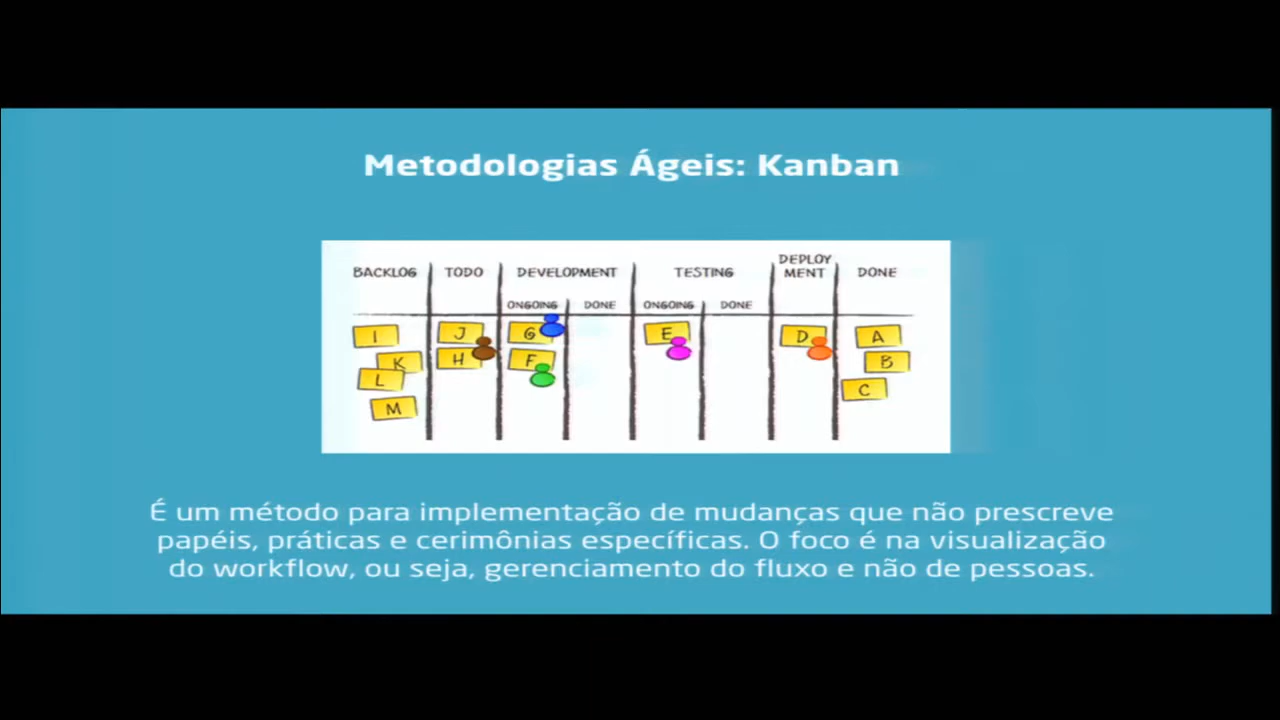 Metodologias Ágeis: Kanban
BACKLOG TODO DEVELOPMENT TESTING DEPLOY
MENT DONE
ONGOING DONE ONGOING DONE
I J G E D A
K H F B
L C
M
É um método para implementação de mudanças que não prescreve
papéis, práticas e cerimônias específicas. O foco é na visualização
do workflow, ou seja, gerenciamento do fluxo e não de pessoas.